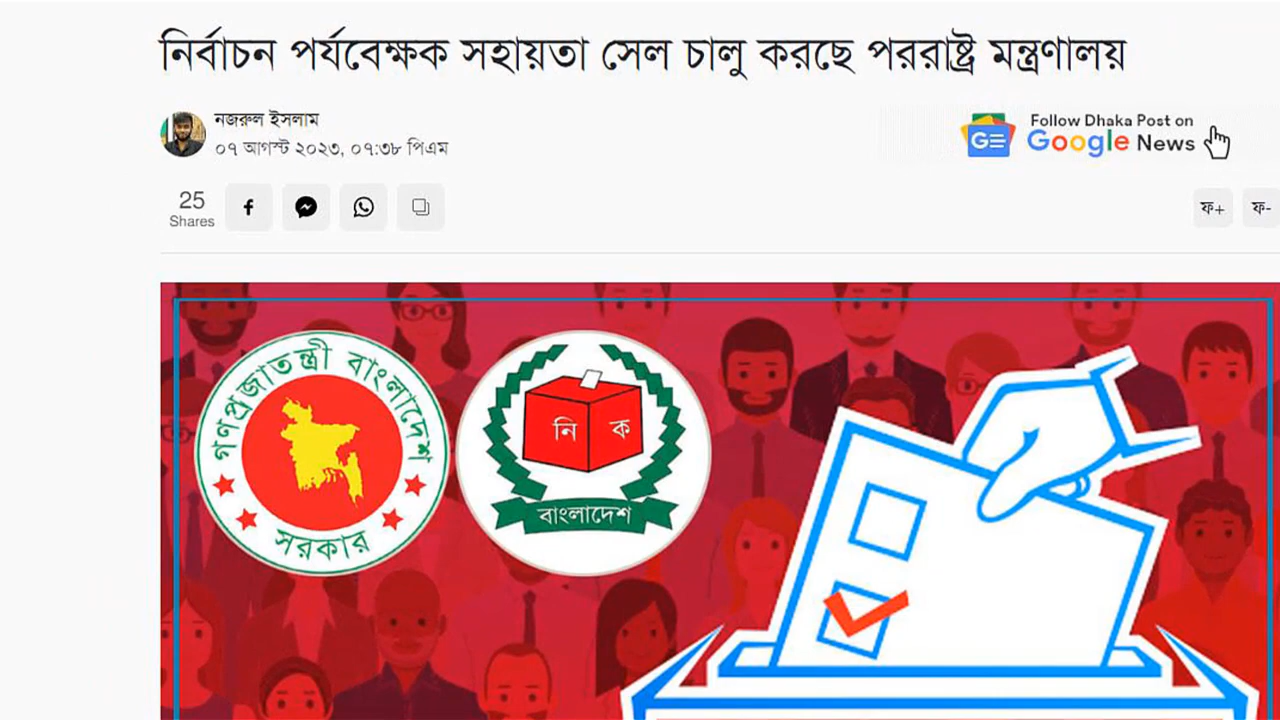 নির্বাচন পর্যবেক্ষক সহায়তা সেল চালু করছে পররাষ্ট্র মন্ত্রণালয়
নজরুল ইসলাম
০৭ আগস্ট ২০২৩, ০৭:৩৮ পিএম
Follow Dhaka Post on
Google News
25
Shares
ফ+ ফ-
গণপ্রজাতন্ত্রী বাংলাদেশ
সরকার
নি ক
বাংলাদেশ